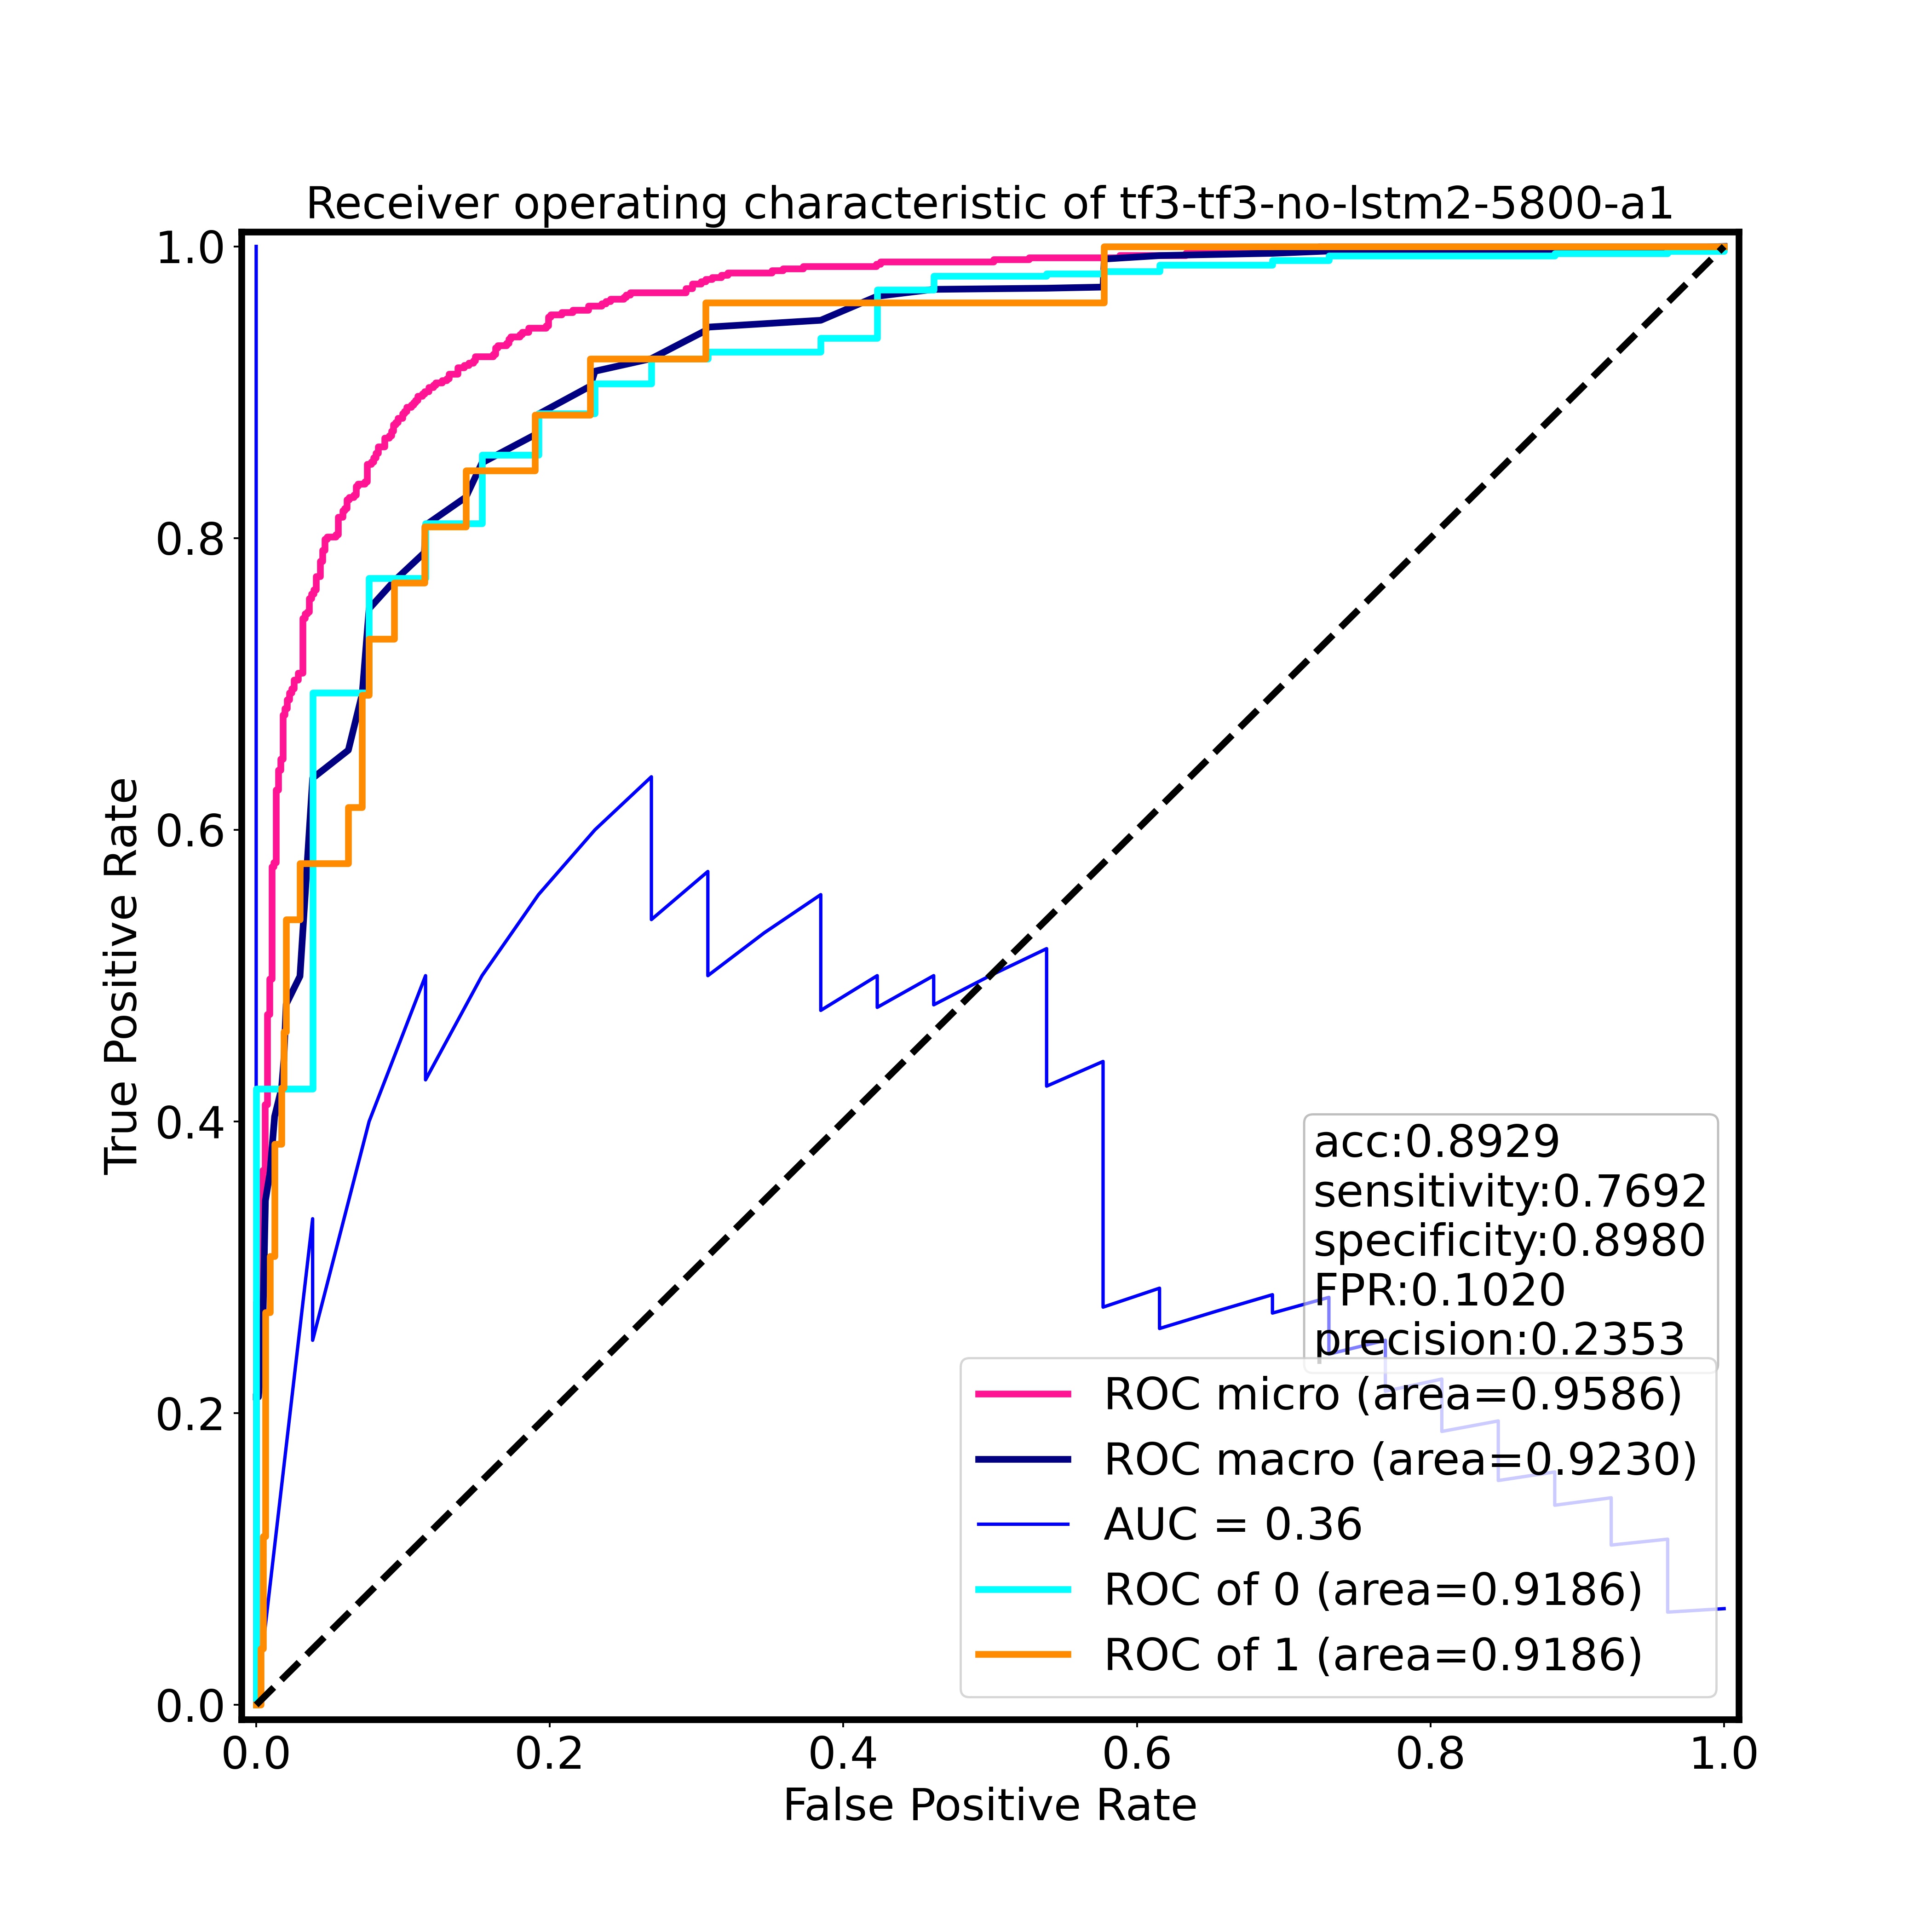 Receiver operating characteristic of tf3-tf3-no-lstm2-5800-a1
1.0
0.8
0.6
0.4
0.2
0.0
True Positive Rate
acc:0.8929
sensitivity:0.7692
specificity:0.8980
FPR:0.1020
precision:0.2353
ROC micro (area=0.9586)
ROC macro (area=0.9230)
AUC = 0.36
ROC of 0 (area=0.9186)
ROC of 1 (area=0.9186)
0.0 0.2 0.4 0.6 0.8 1.0
False Positive Rate